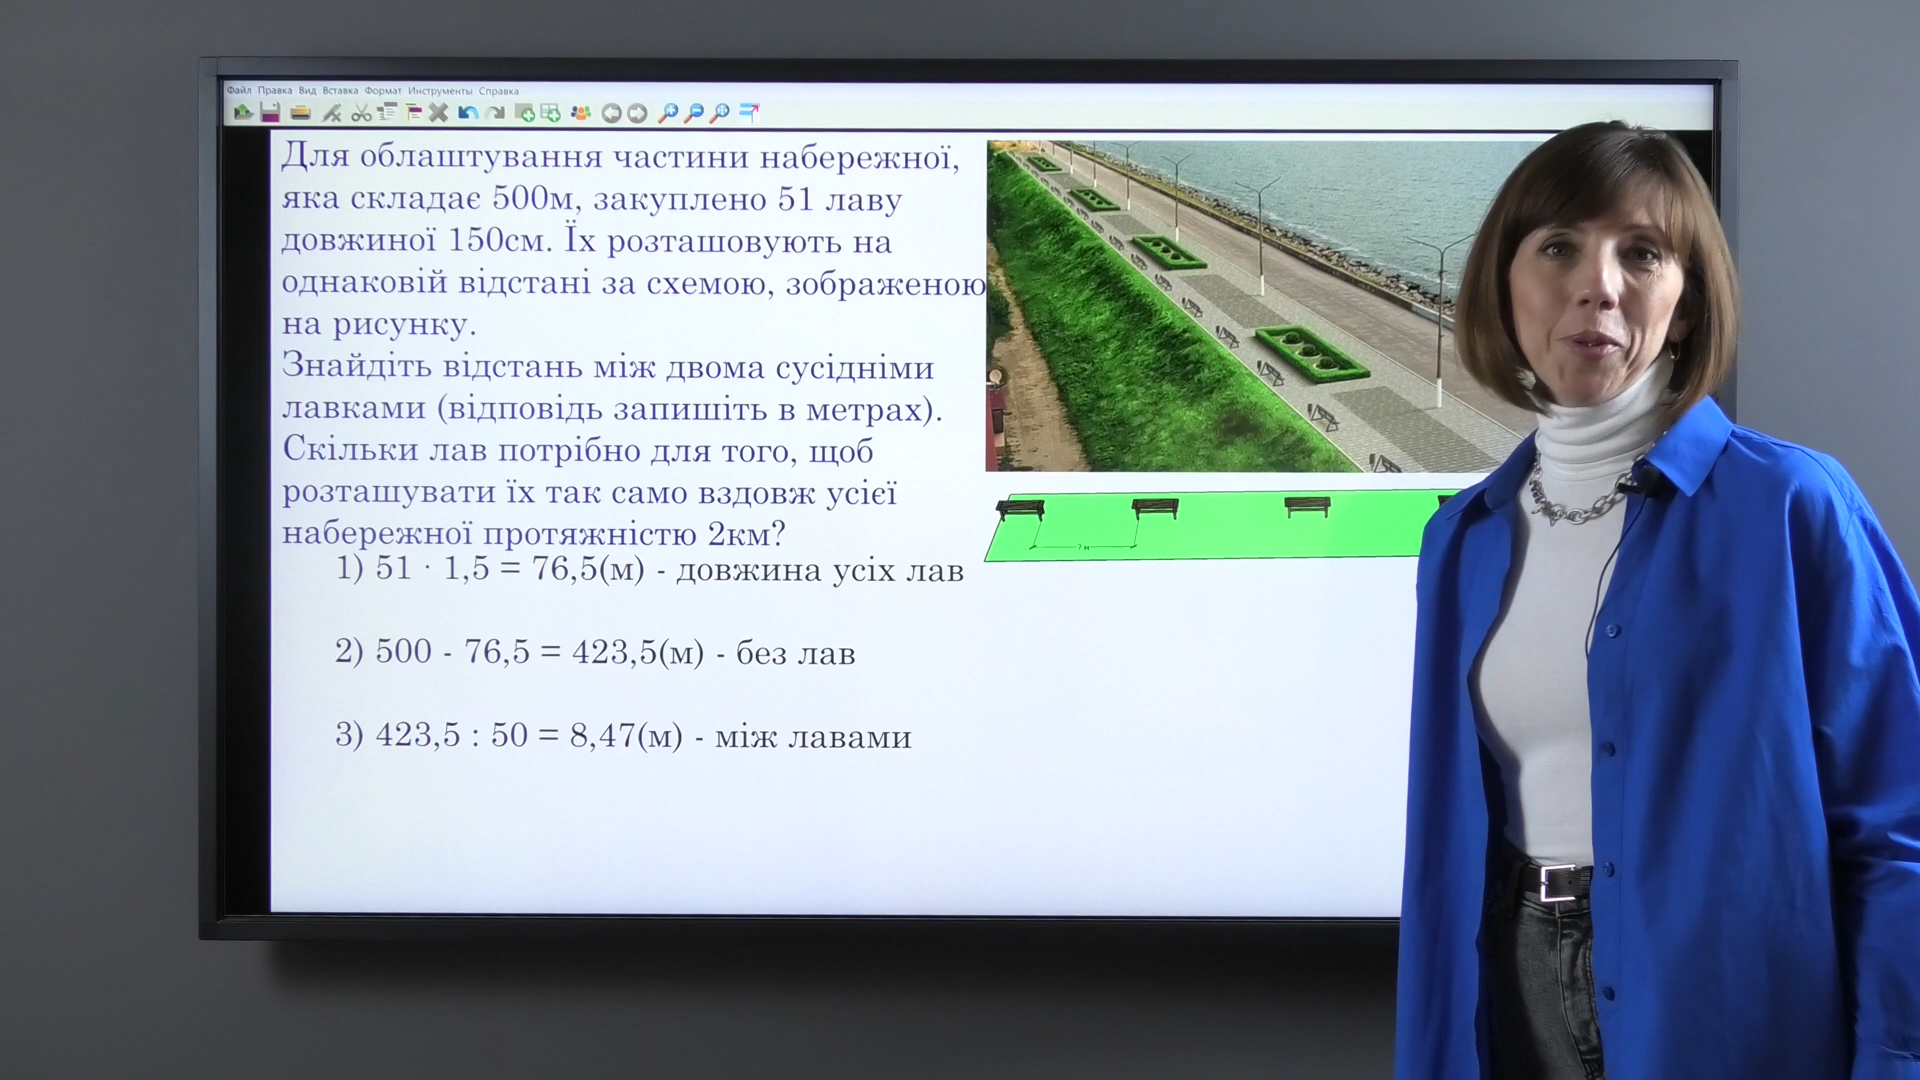 Файл Правка Вид Вставка Формат Инструменты Справка
Для облаштування частини набережної,
яка складає 500м, закуплено 51 лаву
довжиної 150см. Їх розташовують на
однаковій відстані за схемою, зображеною
на рисунку.
Знайдіть відстань між двома сусідніми
лавками (відповідь запишіть в метрах).
Скільки лав потрібно для того, щоб
розташувати їх так само вздовж усієї
набережної протяжністю 2км?
1) 51 · 1,5 = 76,5(м) - довжина усіх лав
2) 500 - 76,5 = 423,5(м) - без лав
3) 423,5 : 50 = 8,47(м) - між лавами
? м